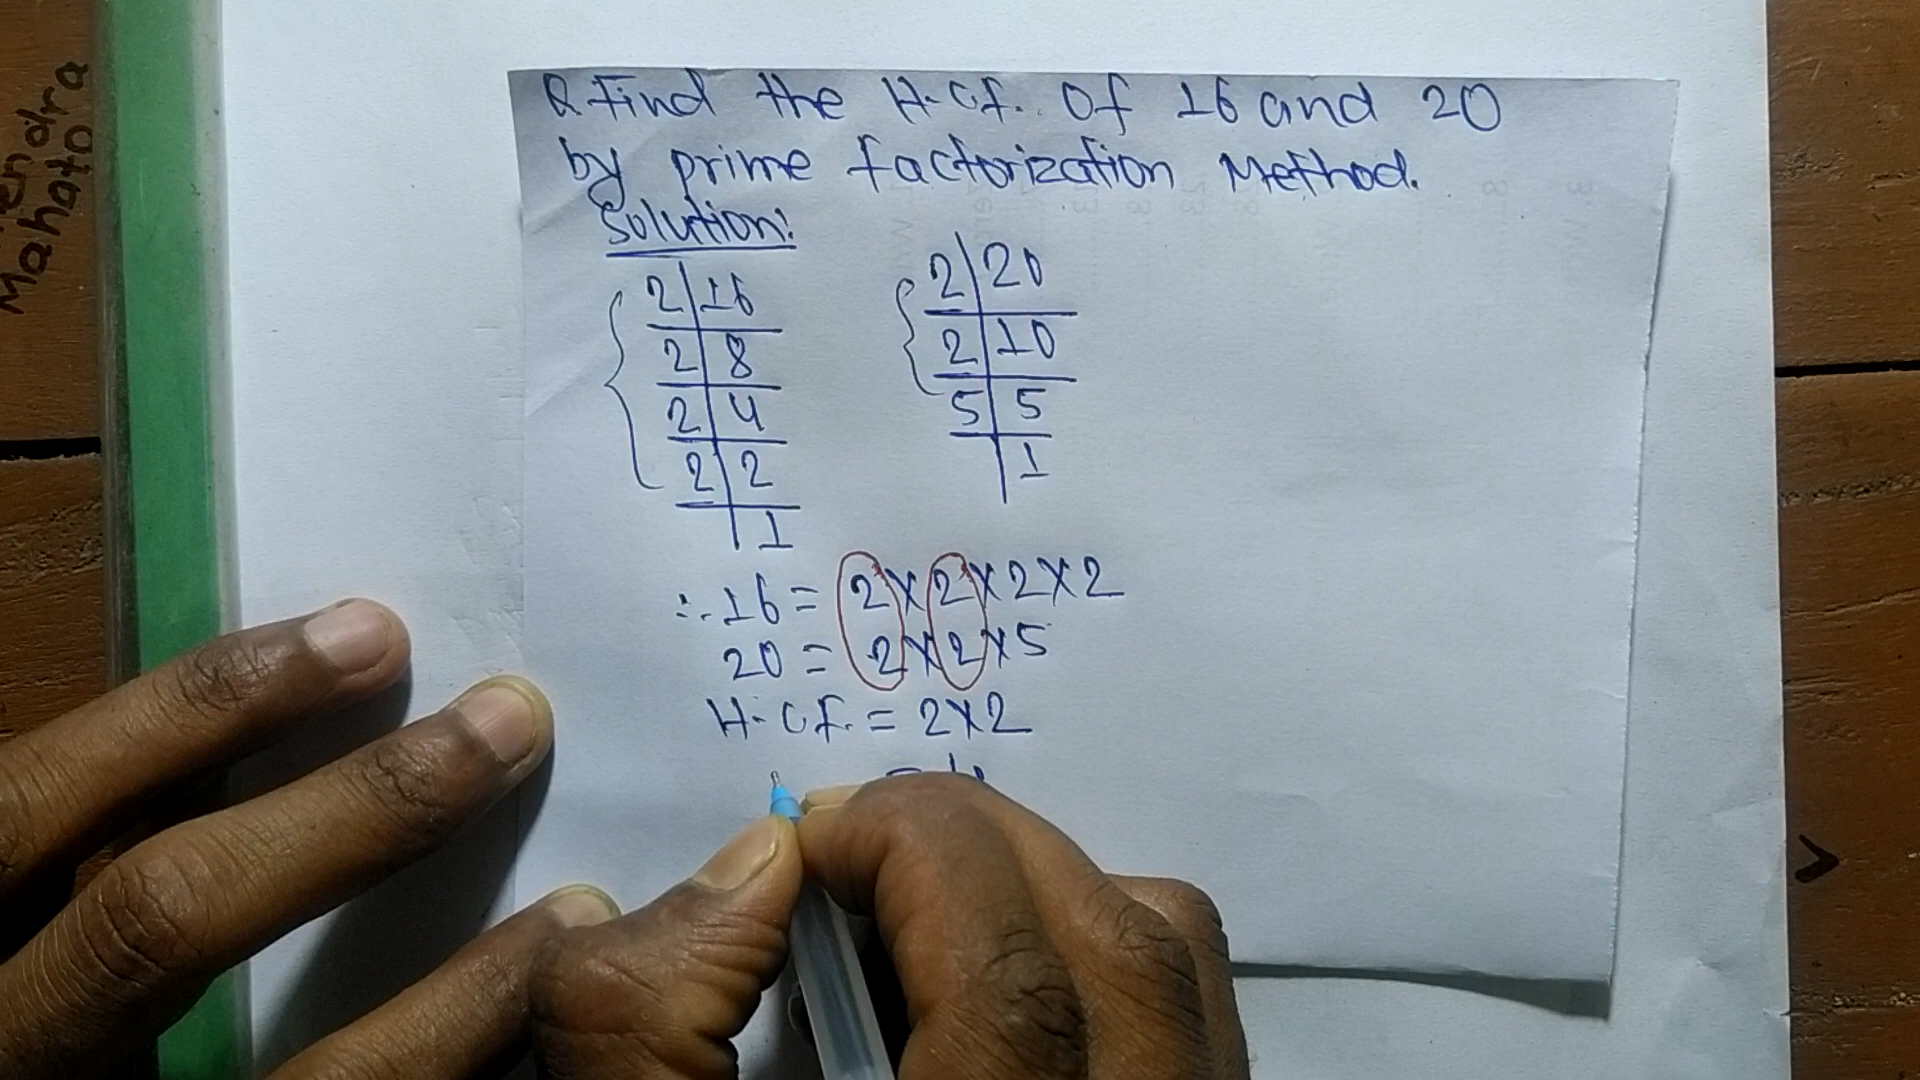 Q. Find the H.C.F. Of 16 and 20
by prime factorization Method.
Solution:
2 | 16
2 | 8
2 | 4
2 | 2
1
2 | 20
2 | 10
5 | 5
1
∴ 16 = 2×2×2×2
20 = 2×2×5
H.C.F. = 2×2
= 4
Mahato